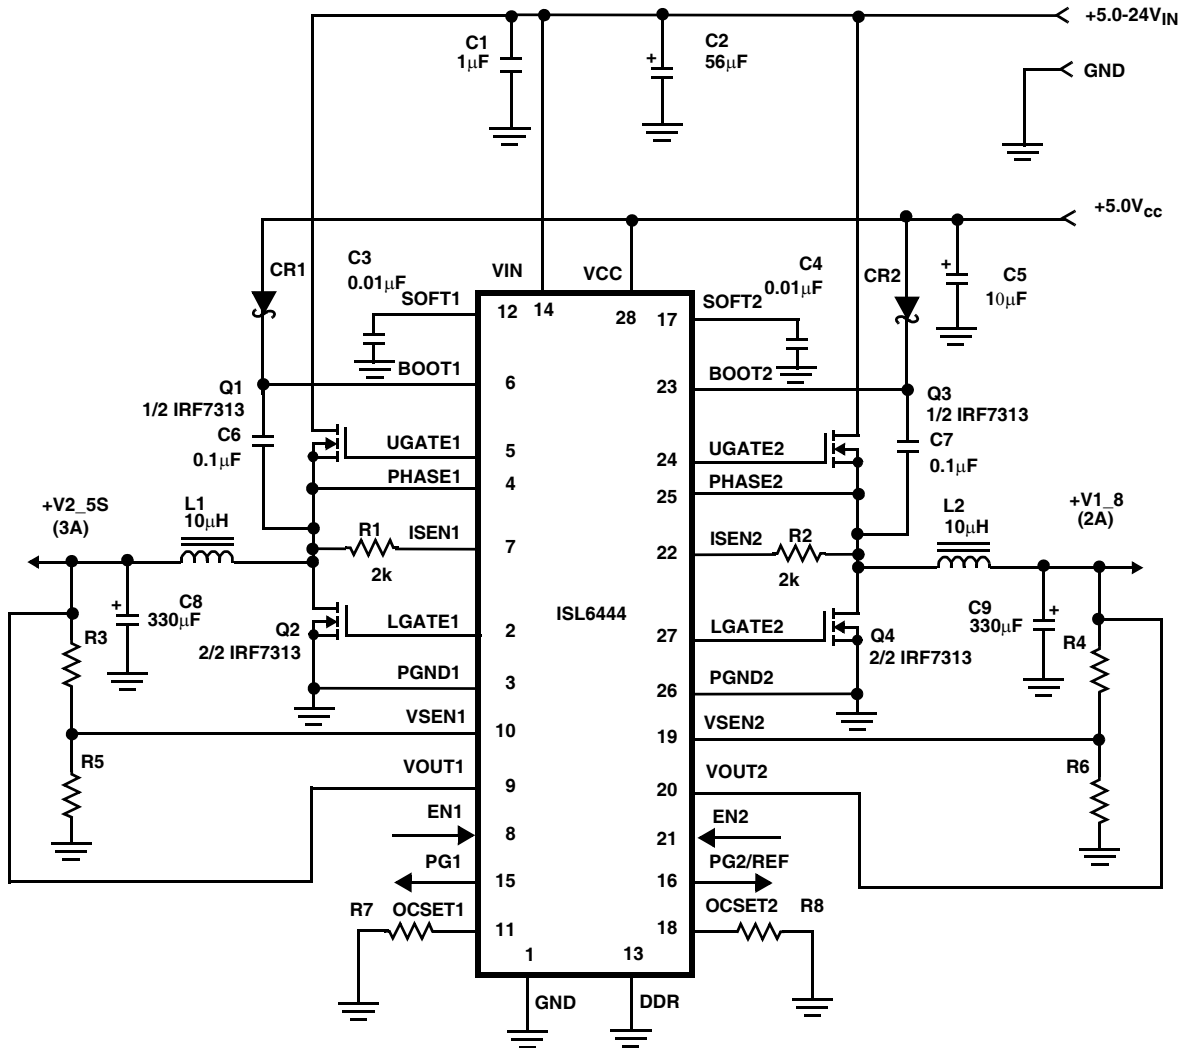 +5.0-24VIN
C1
1µF
C2
56µF
GND
+5.0Vcc
CR1
C3
0.01µF
VIN
VCC
C4
0.01µF
CR2
C5
10µF
SOFT1
12
14
28
17
SOFT2
BOOT1
6
23
BOOT2
Q1
1/2 IRF7313
C6
0.1µF
Q3
1/2 IRF7313
C7
0.1µF
UGATE1
5
24
UGATE2
PHASE1
4
25
PHASE2
+V2_5S
(3A)
L1
10µH
R1
2k
ISEN1
7
22
ISEN2
R2
2k
L2
10µH
+V1_8
(2A)
C8
330µF
R3
Q2
2/2 IRF7313
LGATE1
2
ISL6444
27
LGATE2
Q4
2/2 IRF7313
C9
330µF
R4
PGND1
3
26
PGND2
VSEN1
10
19
VSEN2
R5
R6
VOUT1
9
20
VOUT2
EN1
8
21
EN2
PG1
15
16
PG2/REF
R7
OCSET1
11
18
OCSET2
R8
1
13
GND
DDR